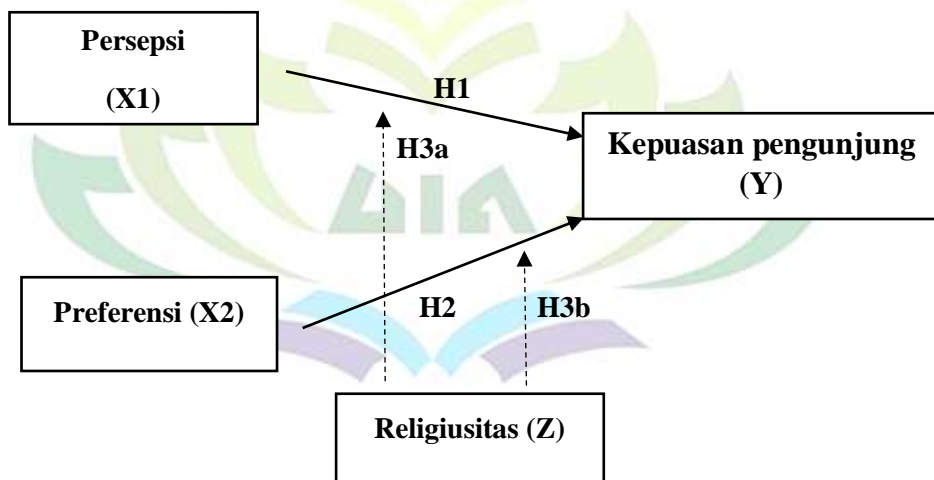 Persepsi
(X1)
H1
H3a
Kepuasan pengunjung
(Y)
Preferensi (X2)
H2
H3b
Religiusitas (Z)